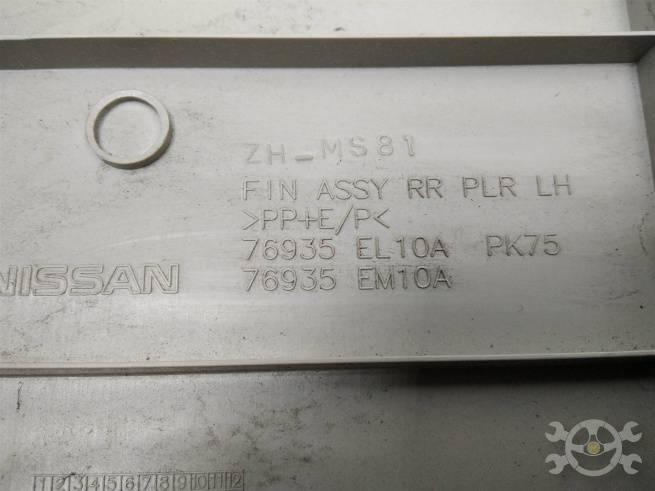 ZH-MS81
FIN ASSY RR PLR LH
>PP+E/P<
76935 EL10A PK75
76935 EM10A
NISSAN
1 2 3 4 5 6 7 8 9 10 11 12